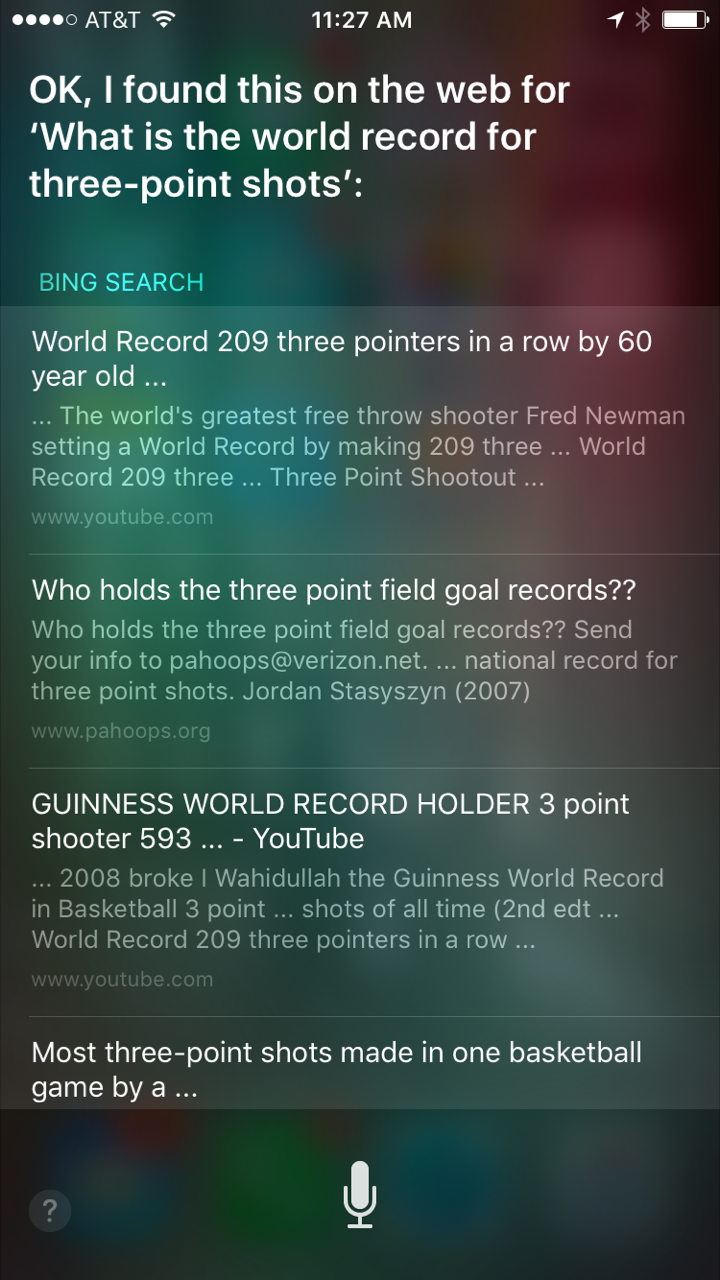 AT&T 11:27 AM
OK, I found this on the web for
‘What is the world record for
three-point shots’:
BING SEARCH
World Record 209 three pointers in a row by 60
year old ...
... The world's greatest free throw shooter Fred Newman
setting a World Record by making 209 three ... World
Record 209 three ... Three Point Shootout ...
www.youtube.com
Who holds the three point field goal records??
Who holds the three point field goal records?? Send
your info to pahoops@verizon.net. ... national record for
three point shots. Jordan Stasyszyn (2007)
www.pahoops.org
GUINNESS WORLD RECORD HOLDER 3 point
shooter 593 ... - YouTube
... 2008 broke I Wahidullah the Guinness World Record
in Basketball 3 point ... shots of all time (2nd edt ...
World Record 209 three pointers in a row ...
www.youtube.com
Most three-point shots made in one basketball
game by a ...
?